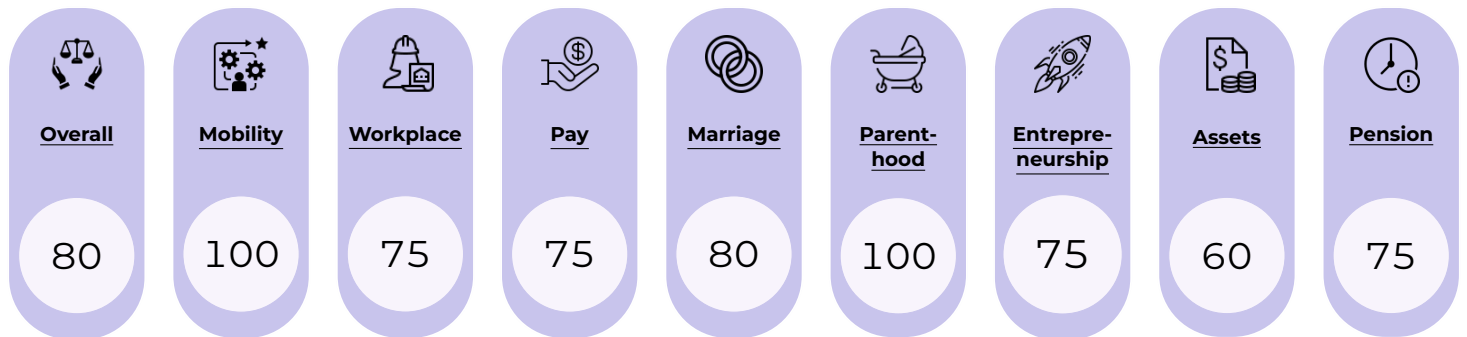 Overall
80
Mobility
100
Workplace
75
Pay
75
Marriage
80
Parent-
hood
100
Entrepre-
neurship
75
Assets
60
Pension
75